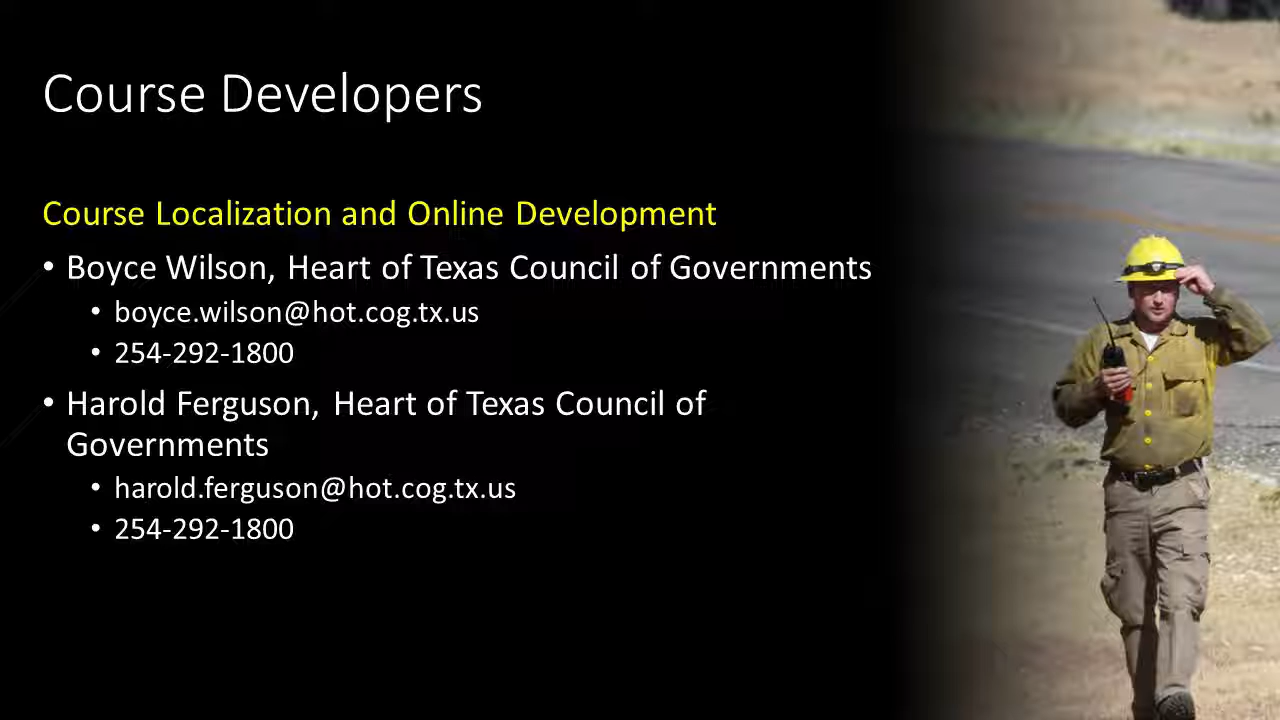 Course Developers
Course Localization and Online Development
• Boyce Wilson, Heart of Texas Council of Governments
• boyce.wilson@hot.cog.tx.us
• 254-292-1800
• Harold Ferguson, Heart of Texas Council of
Governments
• harold.ferguson@hot.cog.tx.us
• 254-292-1800